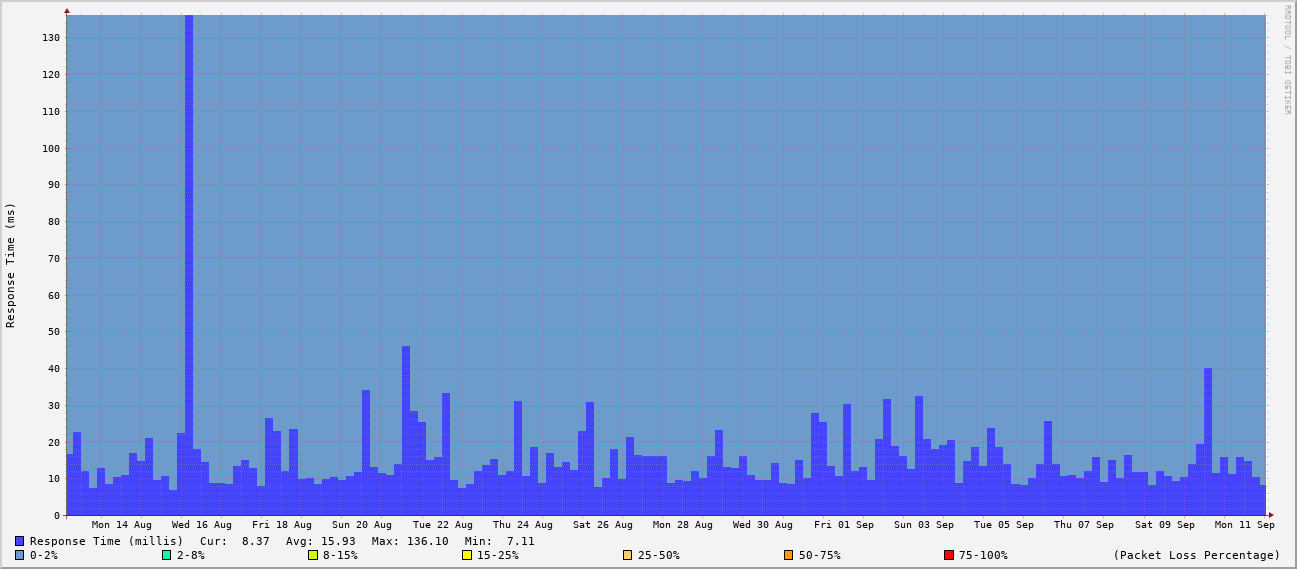 RRDTOOL / TOBI OETIKER
Response Time (ms)
130
120
110
100
90
80
70
60
50
40
30
20
10
0
Mon 14 Aug Wed 16 Aug Fri 18 Aug Sun 20 Aug Tue 22 Aug Thu 24 Aug Sat 26 Aug Mon 28 Aug Wed 30 Aug Fri 01 Sep Sun 03 Sep Tue 05 Sep Thu 07 Sep Sat 09 Sep Mon 11 Sep
Response Time (millis) Cur: 8.37 Avg: 15.93 Max: 136.10 Min: 7.11
0-2% 2-8% 8-15% 15-25% 25-50% 50-75% 75-100% (Packet Loss Percentage)